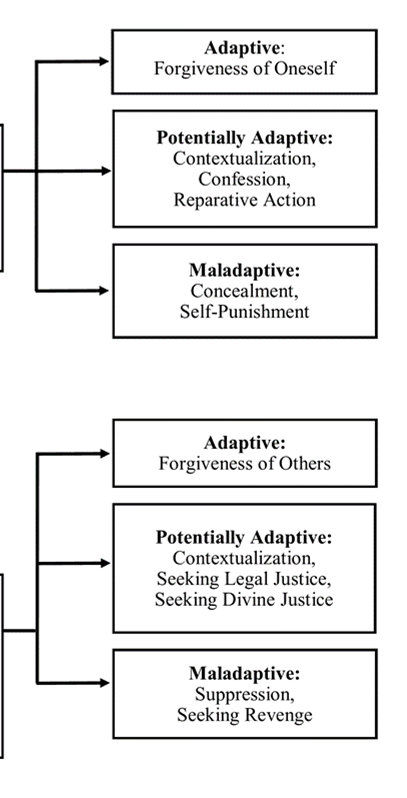 Adaptive:
Forgiveness of Oneself
Potentially Adaptive:
Contextualization,
Confession,
Reparative Action
Maladaptive:
Concealment,
Self-Punishment
Adaptive:
Forgiveness of Others
Potentially Adaptive:
Contextualization,
Seeking Legal Justice,
Seeking Divine Justice
Maladaptive:
Suppression,
Seeking Revenge